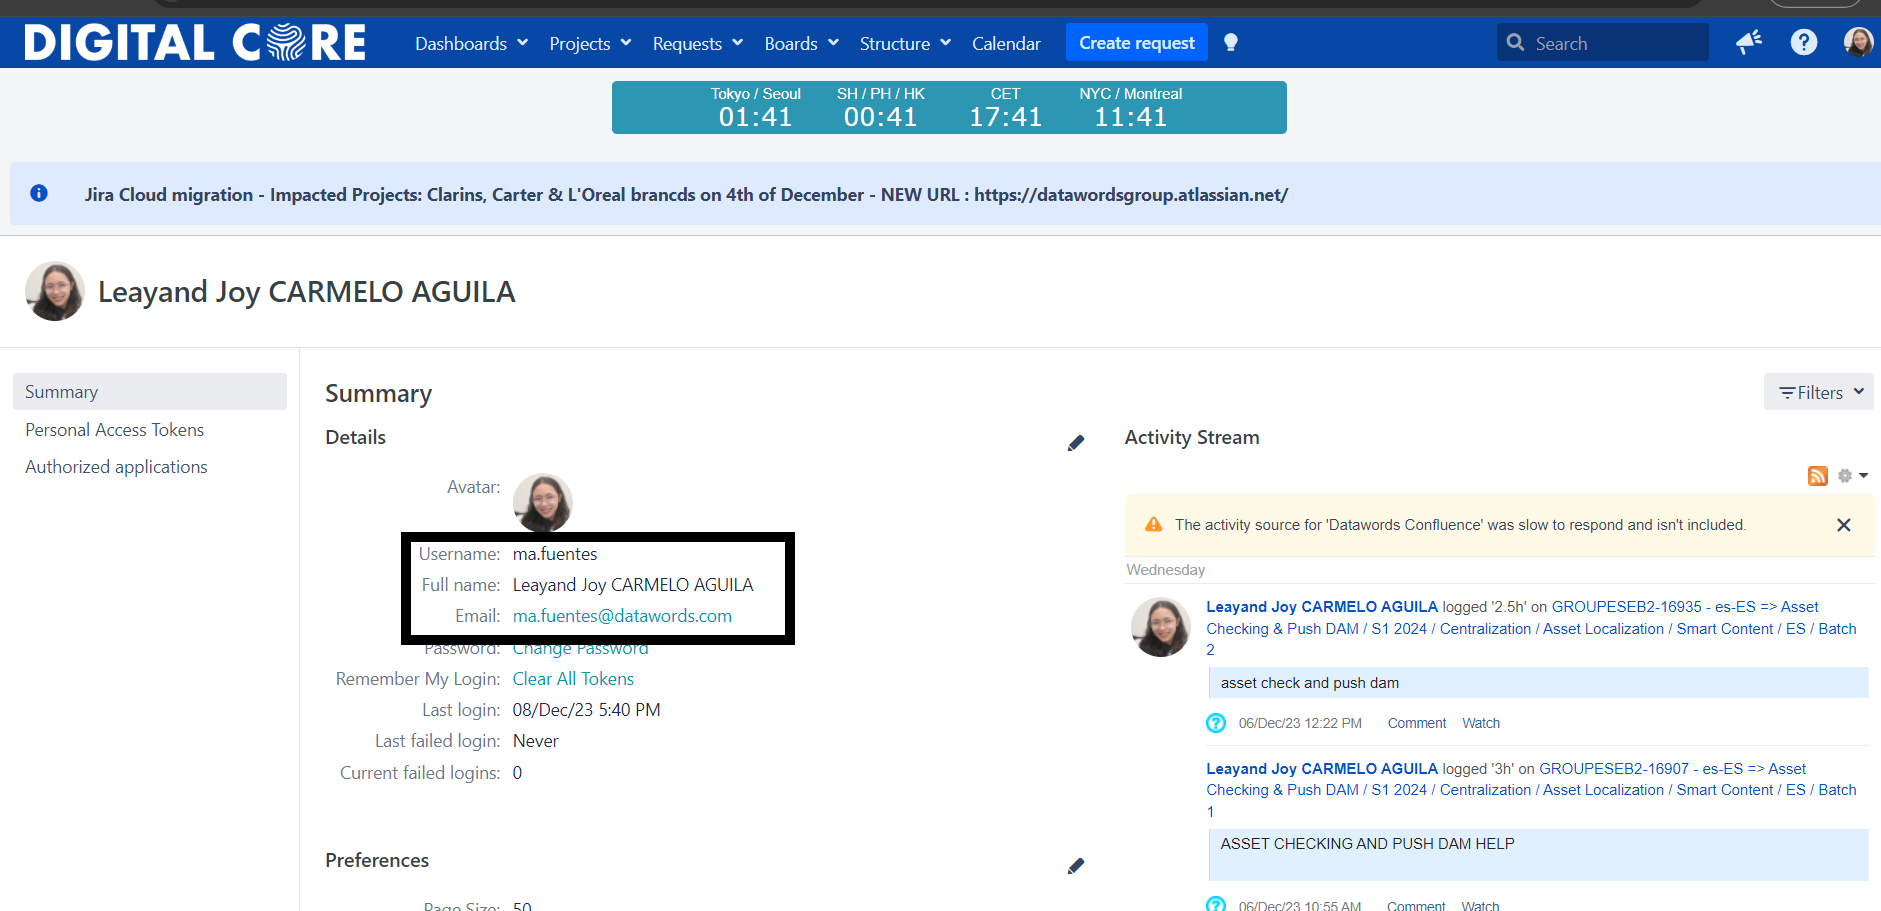 DIGITAL CORE
Dashboards Projects Requests Boards Structure Calendar Create request Search
Tokyo / Seoul SH / PH / HK CET NYC / Montreal
01:41 00:41 17:41 11:41
Jira Cloud migration - Impacted Projects: Clarins, Carter & L'Oreal brancds on 4th of December - NEW URL : https://datawordsgroup.atlassian.net/
Leayand Joy CARMELO AGUILA
Summary
Personal Access Tokens
Authorized applications
Summary
Filters
Details
Avatar:
Username: ma.fuentes
Full name: Leayand Joy CARMELO AGUILA
Email: ma.fuentes@datawords.com
Password: Change Password
Remember My Login: Clear All Tokens
Last login: 08/Dec/23 5:40 PM
Last failed login: Never
Current failed logins: 0
Preferences
Page Size: 50
Activity Stream
The activity source for 'Datawords Confluence' was slow to respond and isn't included.
Wednesday
Leayand Joy CARMELO AGUILA logged '2.5h' on GROUPESEB2-16935 - es-ES => Asset
Checking & Push DAM / S1 2024 / Centralization / Asset Localization / Smart Content / ES / Batch
2
asset check and push dam
06/Dec/23 12:22 PM Comment Watch
Leayand Joy CARMELO AGUILA logged '3h' on GROUPESEB2-16907 - es-ES => Asset
Checking & Push DAM / S1 2024 / Centralization / Asset Localization / Smart Content / ES / Batch
1
ASSET CHECKING AND PUSH DAM HELP
06/Dec/23 10:55 AM Comment Watch